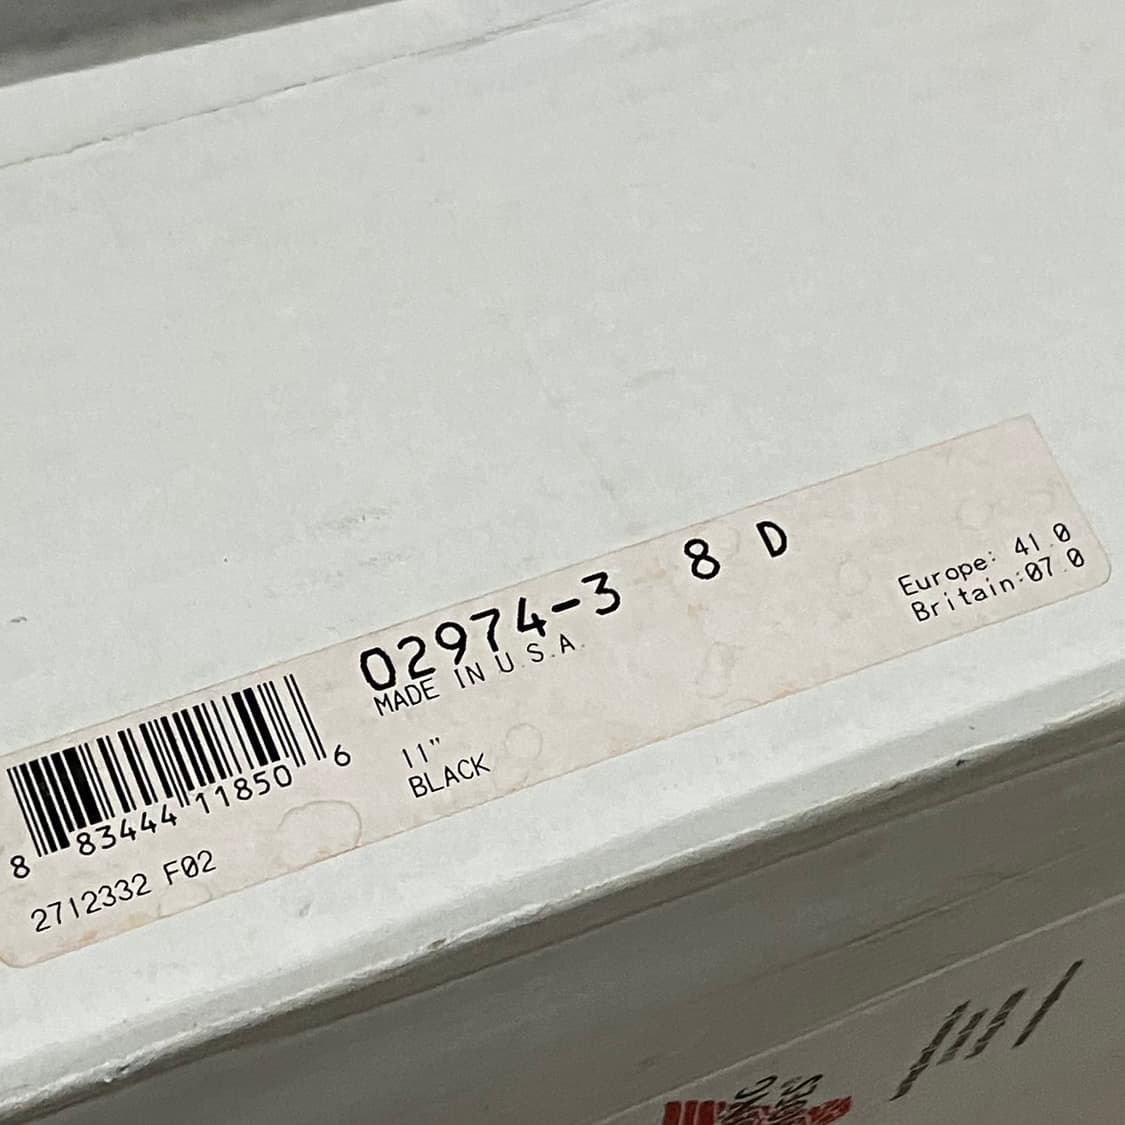 02974-3 8 D
MADE IN U.S.A.
Europe: 41.0
Britain:07.0
11"
BLACK
8 83444 11850 6
2712332 F02